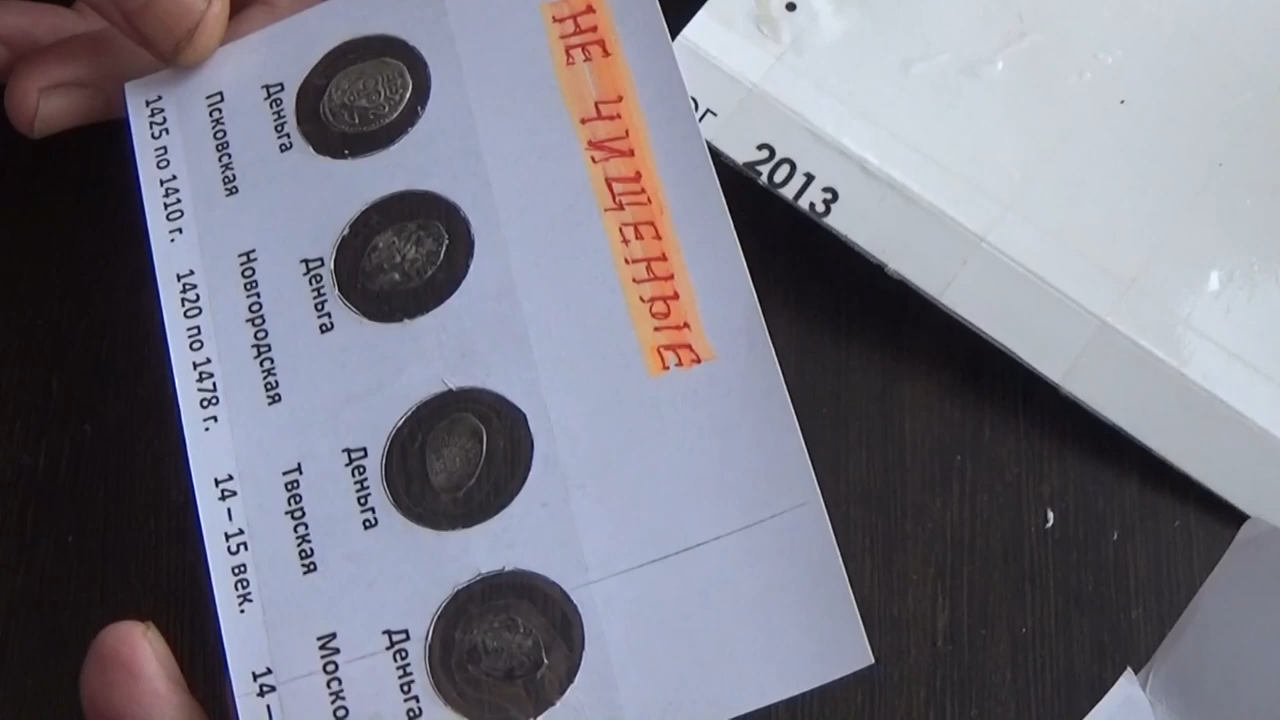 НЕ ЧИЩЕНЫЕ
Деньга Деньга Деньга Деньга
Псковская Новгородская Тверская Моско
1425 по 1410 г. 1420 по 1478 г. 14 – 15 век. 14 –
2013